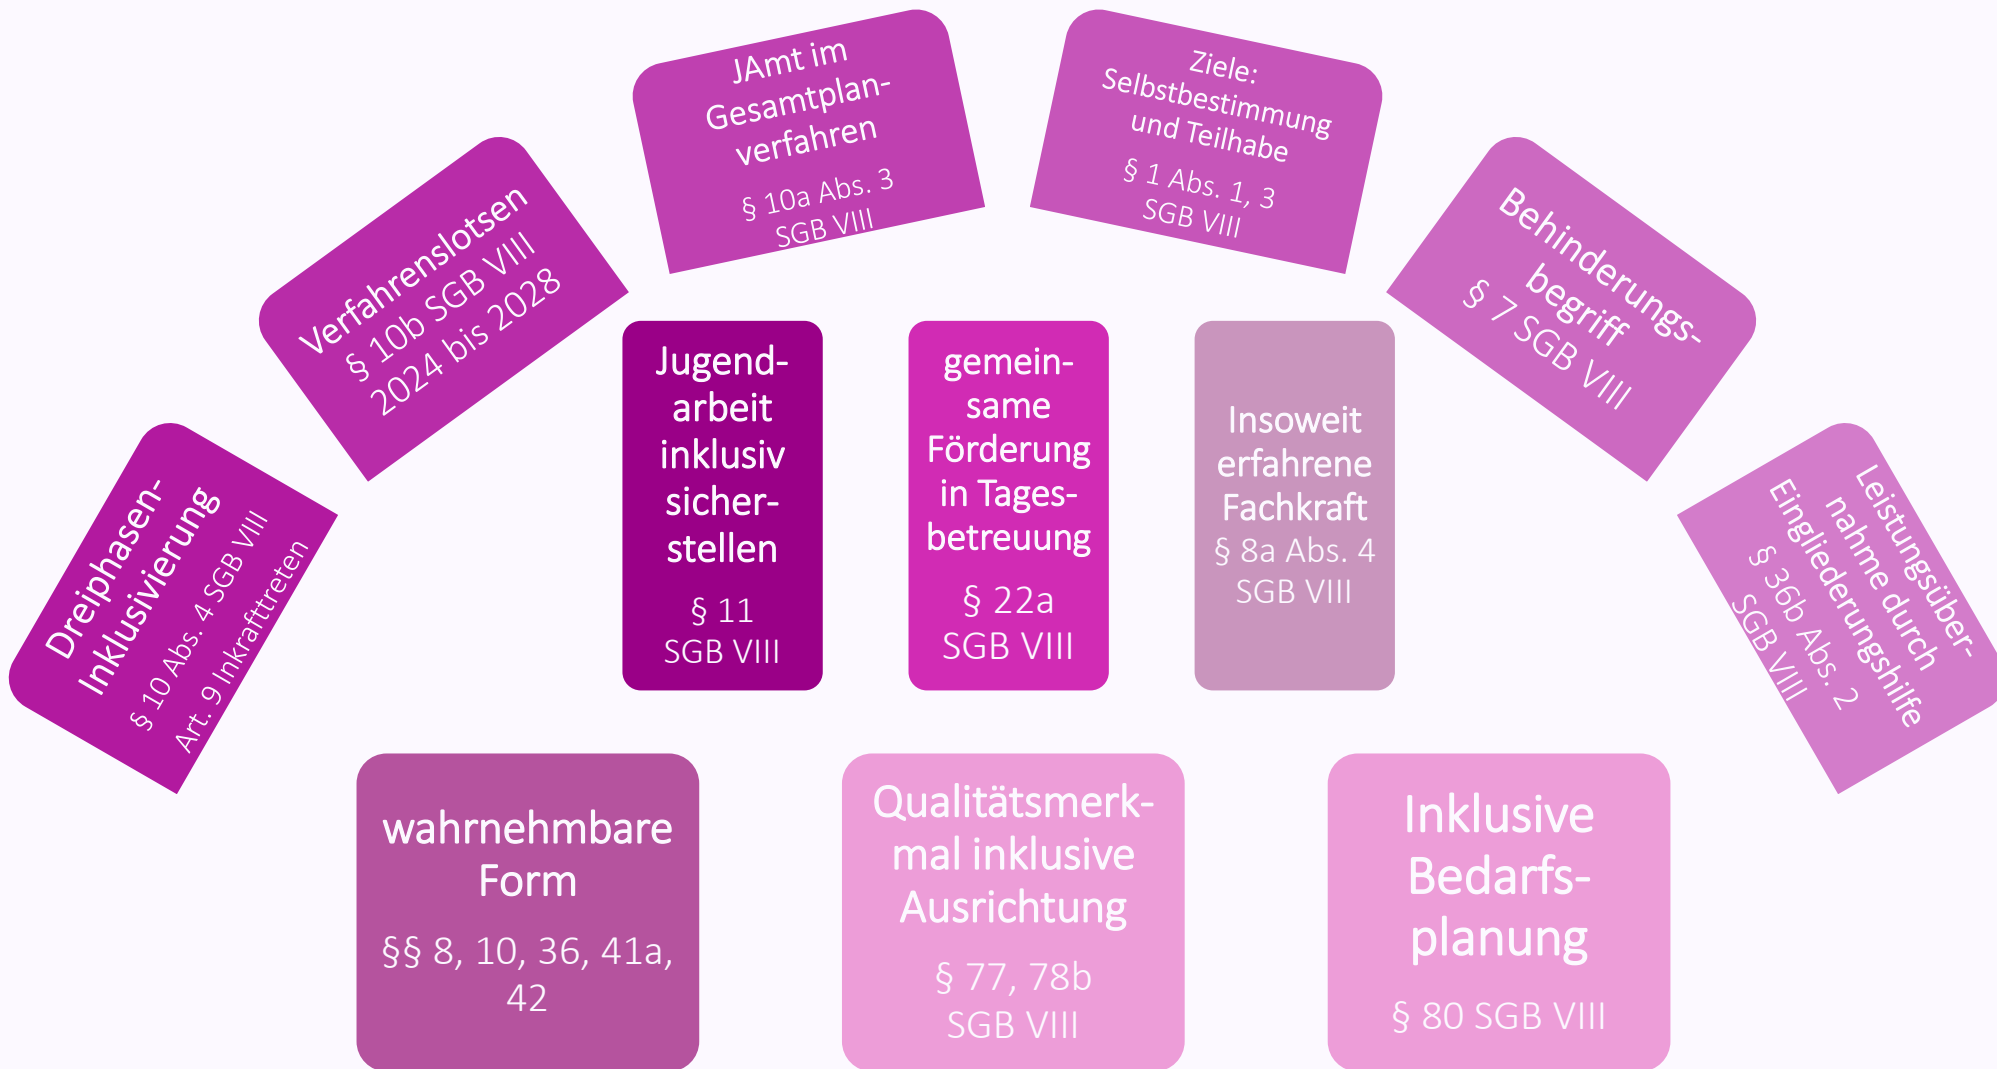 Dreiphasen-
Inklusivierung
§ 10 Abs. 4 SGB VIII
Art. 9 Inkrafttreten
Verfahrenslotsen
§ 10b SGB VIII
2024 bis 2028
JAmt im
Gesamtplan-
verfahren
§ 10a Abs. 3
SGB VIII
Ziele:
Selbstbestimmung
und Teilhabe
§ 1 Abs. 1, 3
SGB VIII
Behinderungs-
begriff
§ 7 SGB VIII
Leistungsüber-
nahme durch
Eingliederungshilfe
§ 36b Abs. 2
SGB VIII
Jugend-
arbeit
inklusiv
sicher-
stellen
§ 11
SGB VIII
gemein-
same
Förderung
in Tages-
betreuung
§ 22a
SGB VIII
Insoweit
erfahrene
Fachkraft
§ 8a Abs. 4
SGB VIII
wahrnehmbare
Form
§§ 8, 10, 36, 41a,
42
Qualitätsmerk-
mal inklusive
Ausrichtung
§ 77, 78b
SGB VIII
Inklusive
Bedarfs-
planung
§ 80 SGB VIII